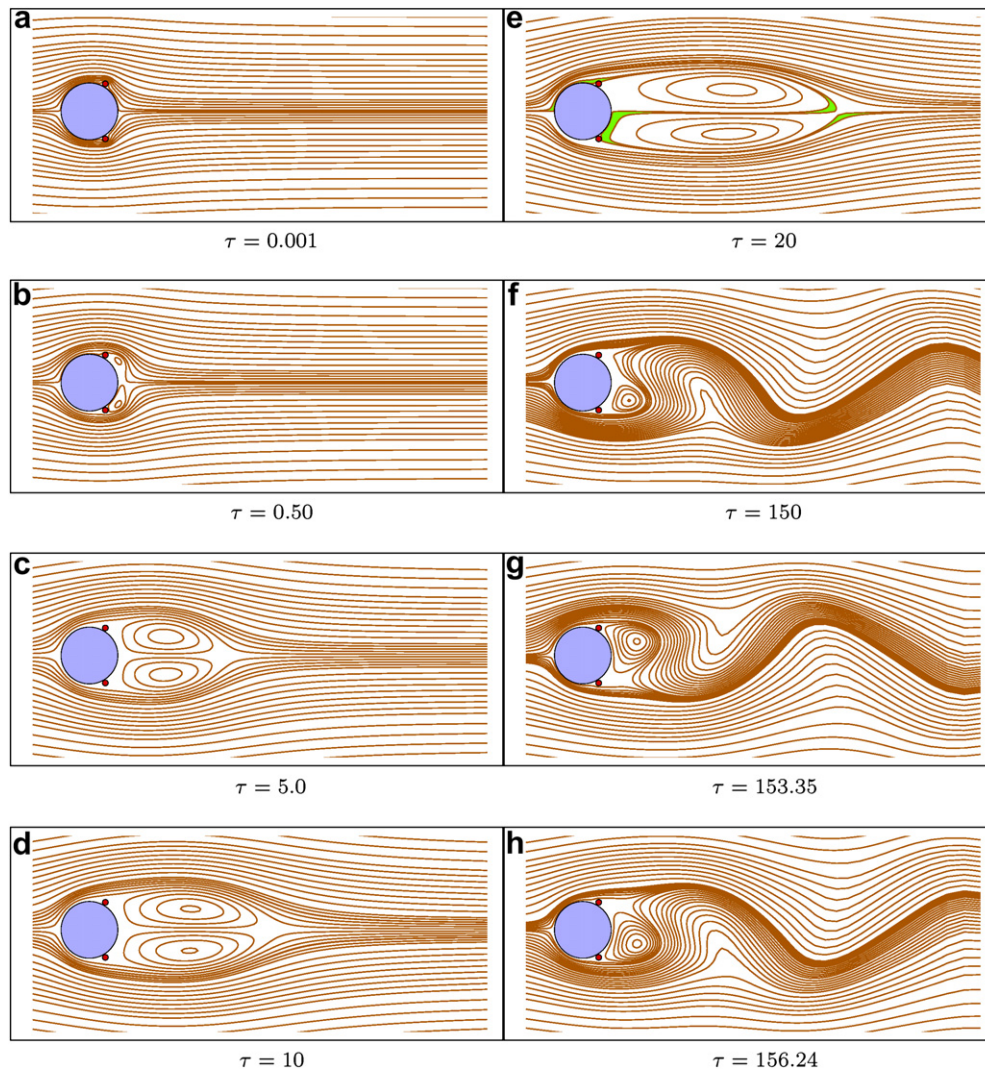 a
τ = 0.001
e
τ = 20
b
τ = 0.50
f
τ = 150
c
τ = 5.0
g
τ = 153.35
d
τ = 10
h
τ = 156.24